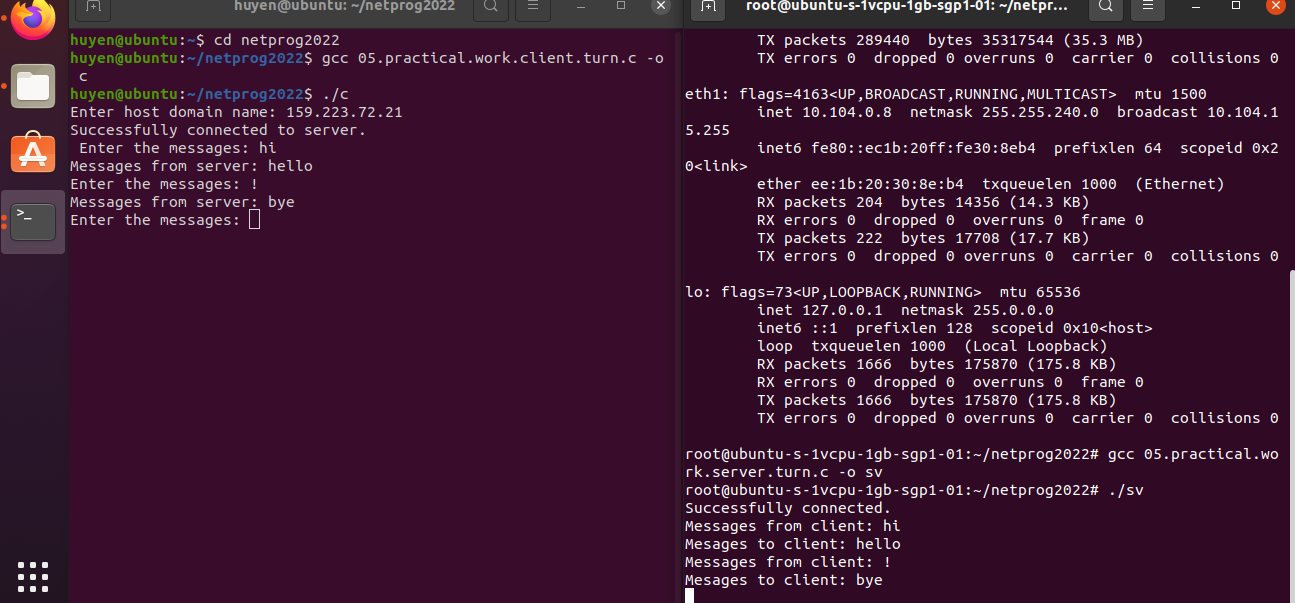 huyen@ubuntu: ~/netprog2022
huyen@ubuntu:~$ cd netprog2022
huyen@ubuntu:~/netprog2022$ gcc 05.practical.work.client.turn.c -o
 c
huyen@ubuntu:~/netprog2022$ ./c
Enter host domain name: 159.223.72.21
Successfully connected to server.
 Enter the messages: hi
Messages from server: hello
Enter the messages: !
Messages from server: bye
Enter the messages:
root@ubuntu-s-1vcpu-1gb-sgp1-01: ~/netpr...
        TX packets 289440  bytes 35317544 (35.3 MB)
        TX errors 0  dropped 0 overruns 0  carrier 0  collisions 0
eth1: flags=4163<UP,BROADCAST,RUNNING,MULTICAST>  mtu 1500
        inet 10.104.0.8  netmask 255.255.240.0  broadcast 10.104.1
5.255
        inet6 fe80::ec1b:20ff:fe30:8eb4  prefixlen 64  scopeid 0x2
0<link>
        ether ee:1b:20:30:8e:b4  txqueuelen 1000  (Ethernet)
        RX packets 204  bytes 14356 (14.3 KB)
        RX errors 0  dropped 0  overruns 0  frame 0
        TX packets 222  bytes 17708 (17.7 KB)
        TX errors 0  dropped 0 overruns 0  carrier 0  collisions 0
lo: flags=73<UP,LOOPBACK,RUNNING>  mtu 65536
        inet 127.0.0.1  netmask 255.0.0.0
        inet6 ::1  prefixlen 128  scopeid 0x10<host>
        loop  txqueuelen 1000  (Local Loopback)
        RX packets 1666  bytes 175870 (175.8 KB)
        RX errors 0  dropped 0  overruns 0  frame 0
        TX packets 1666  bytes 175870 (175.8 KB)
        TX errors 0  dropped 0 overruns 0  carrier 0  collisions 0
root@ubuntu-s-1vcpu-1gb-sgp1-01:~/netprog2022# gcc 05.practical.wo
rk.server.turn.c -o sv
root@ubuntu-s-1vcpu-1gb-sgp1-01:~/netprog2022# ./sv
Successfully connected.
Messages from client: hi
Mesages to client: hello
Messages from client: !
Mesages to client: bye